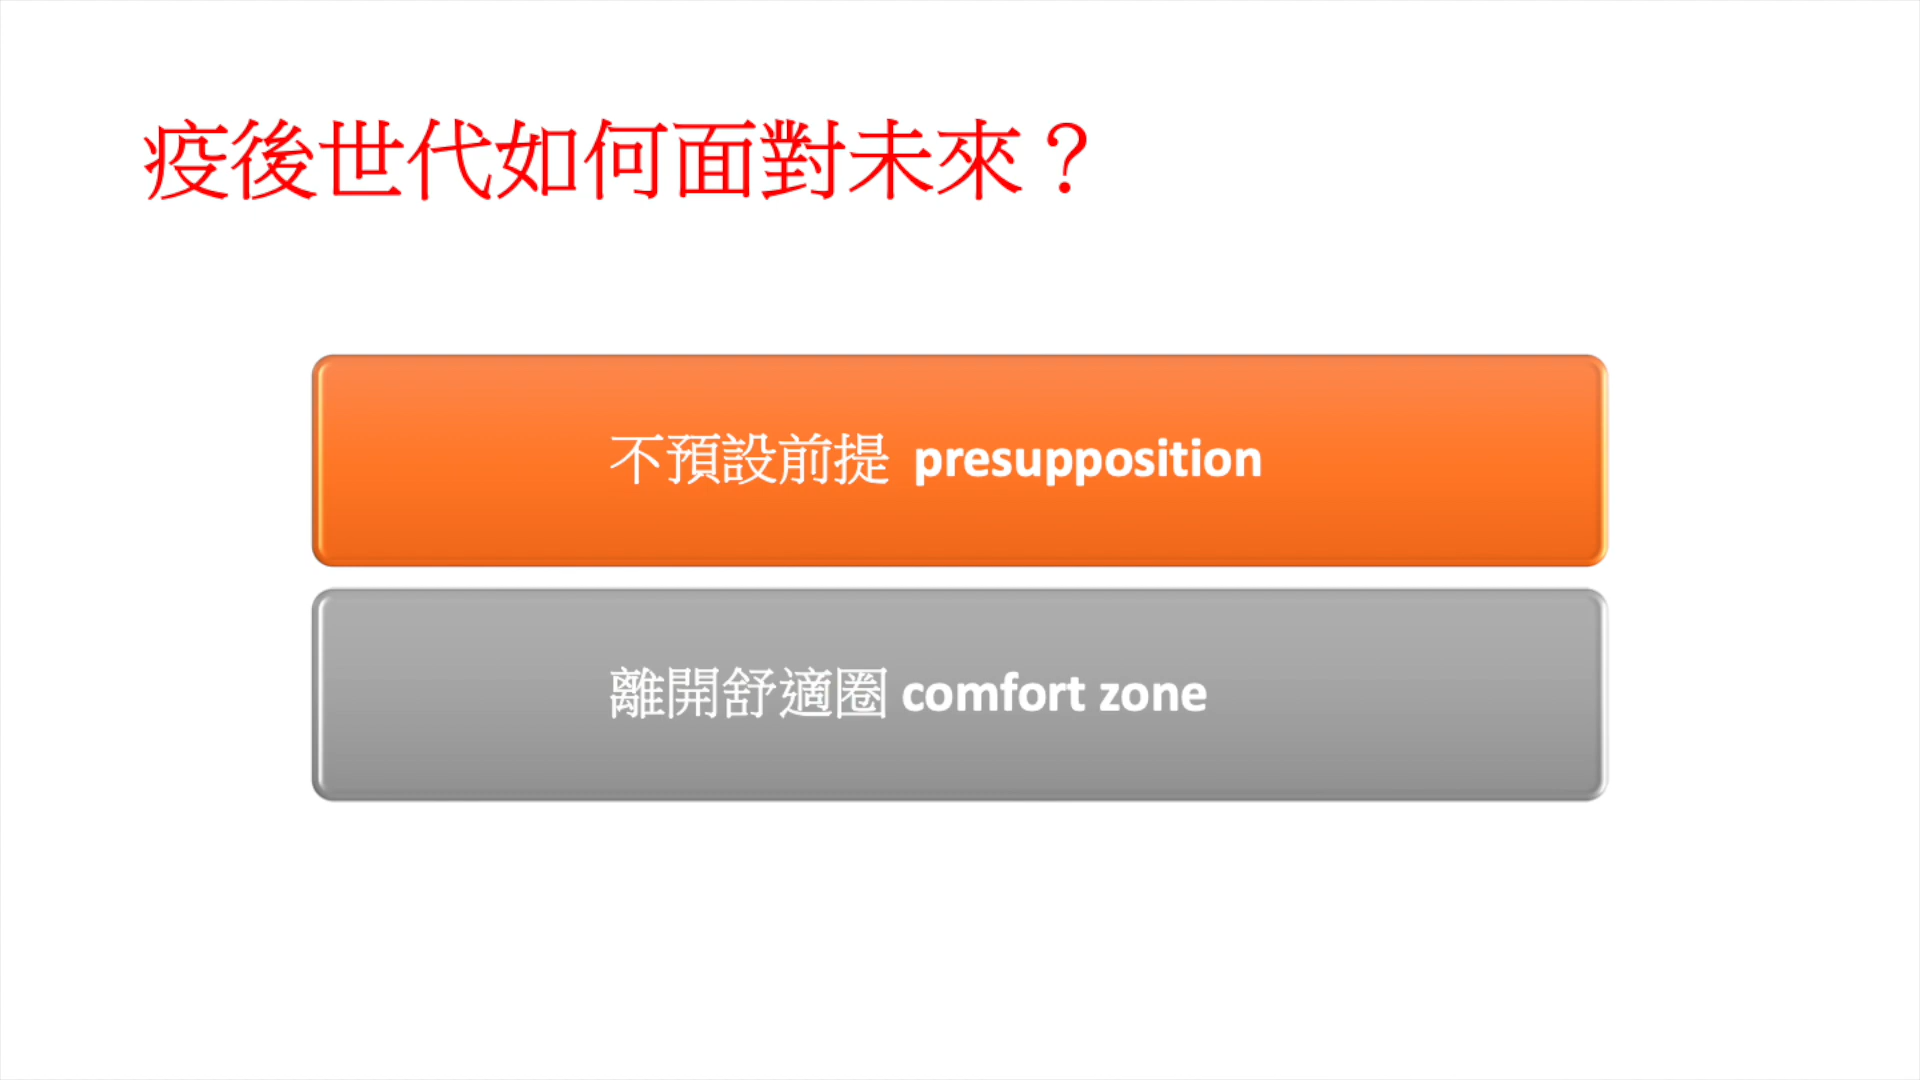 疫後世代如何面對未來？
不預設前提 presupposition
離開舒適圈 comfort zone